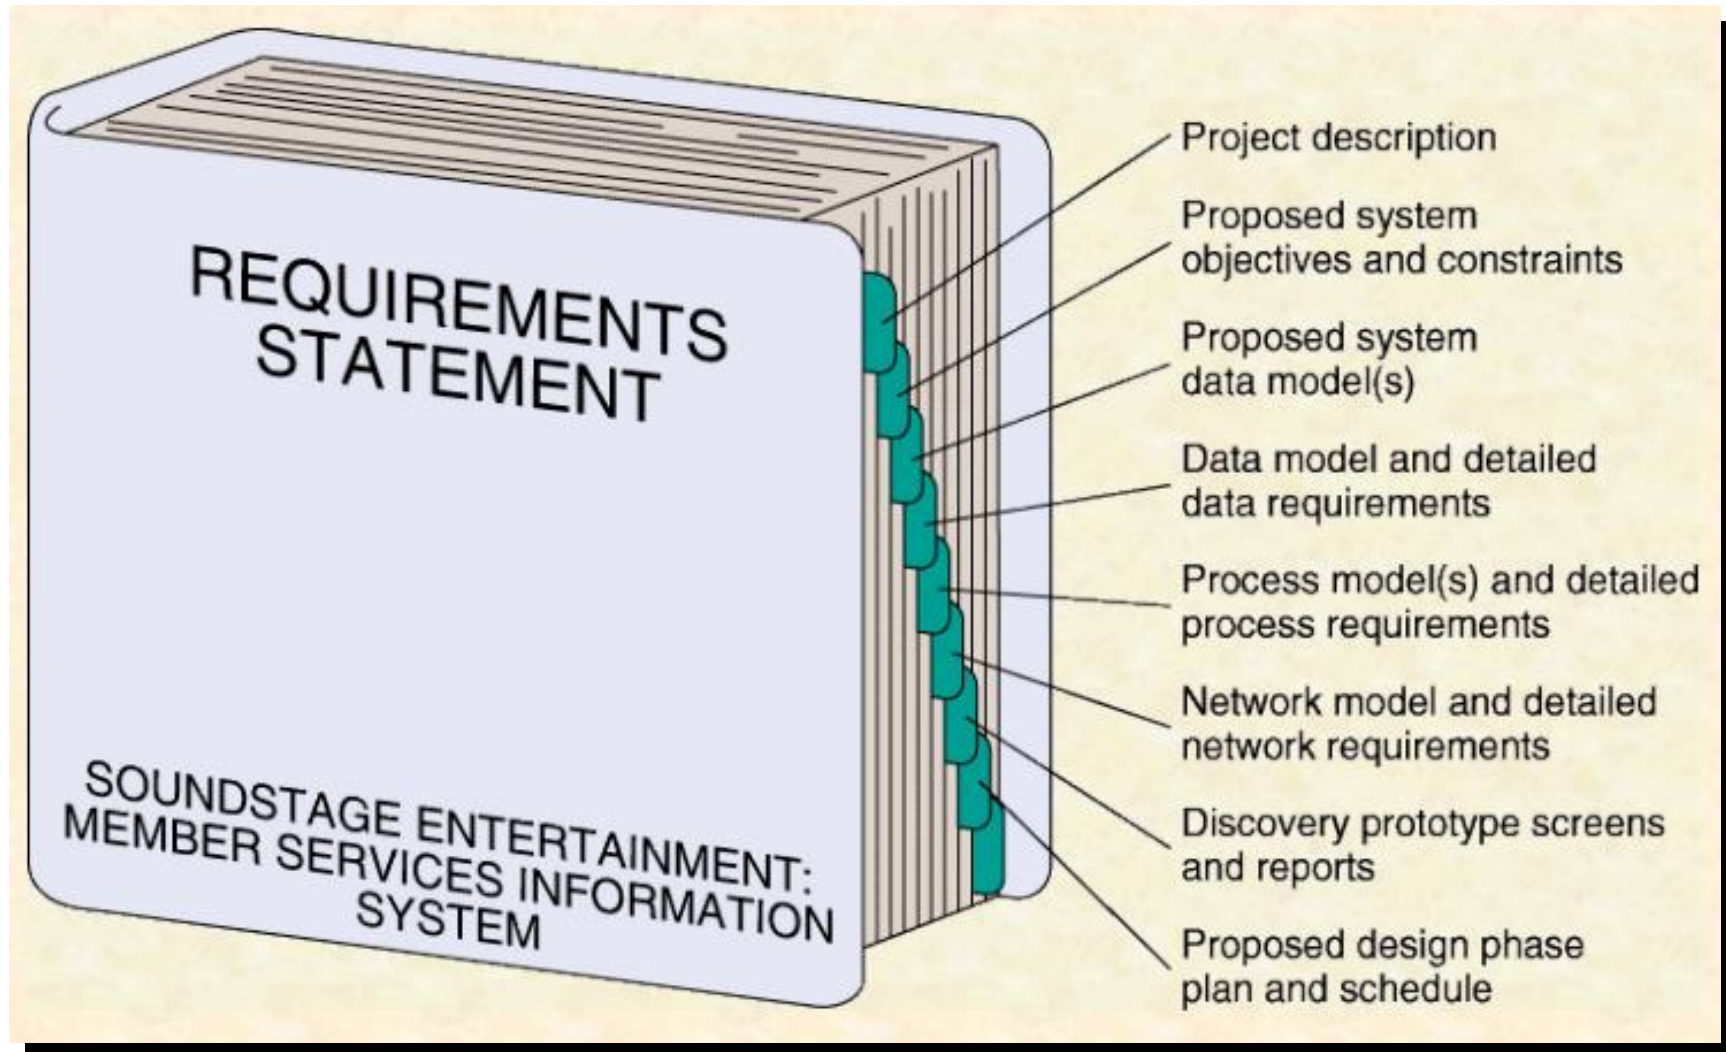 REQUIREMENTS
STATEMENT
SOUNDSTAGE ENTERTAINMENT:
MEMBER SERVICES INFORMATION
SYSTEM
Project description
Proposed system
objectives and constraints
Proposed system
data model(s)
Data model and detailed
data requirements
Process model(s) and detailed
process requirements
Network model and detailed
network requirements
Discovery prototype screens
and reports
Proposed design phase
plan and schedule